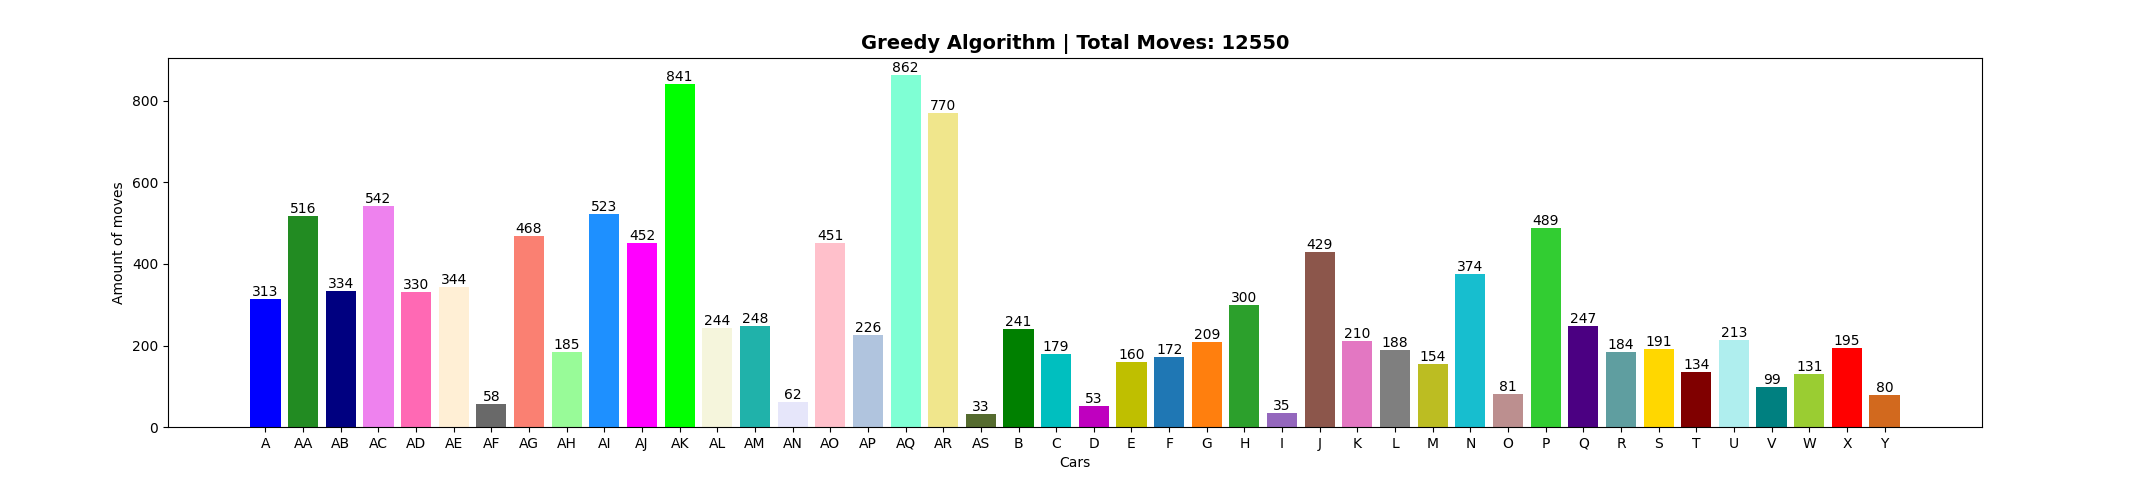 Greedy Algorithm | Total Moves: 12550
Amount of moves
800
600
400
200
0
313 516 334 542 330 344 58 468 185 523 452 841 244 248 62 451 226 862 770 33 241 179 53 160 172 209 300 35 429 210 188 154 374 81 489 247 184 191 134 213 99 131 195 80
A AA AB AC AD AE AF AG AH AI AJ AK AL AM AN AO AP AQ AR AS B C D E F G H I J K L M N O P Q R S T U V W X Y
Cars